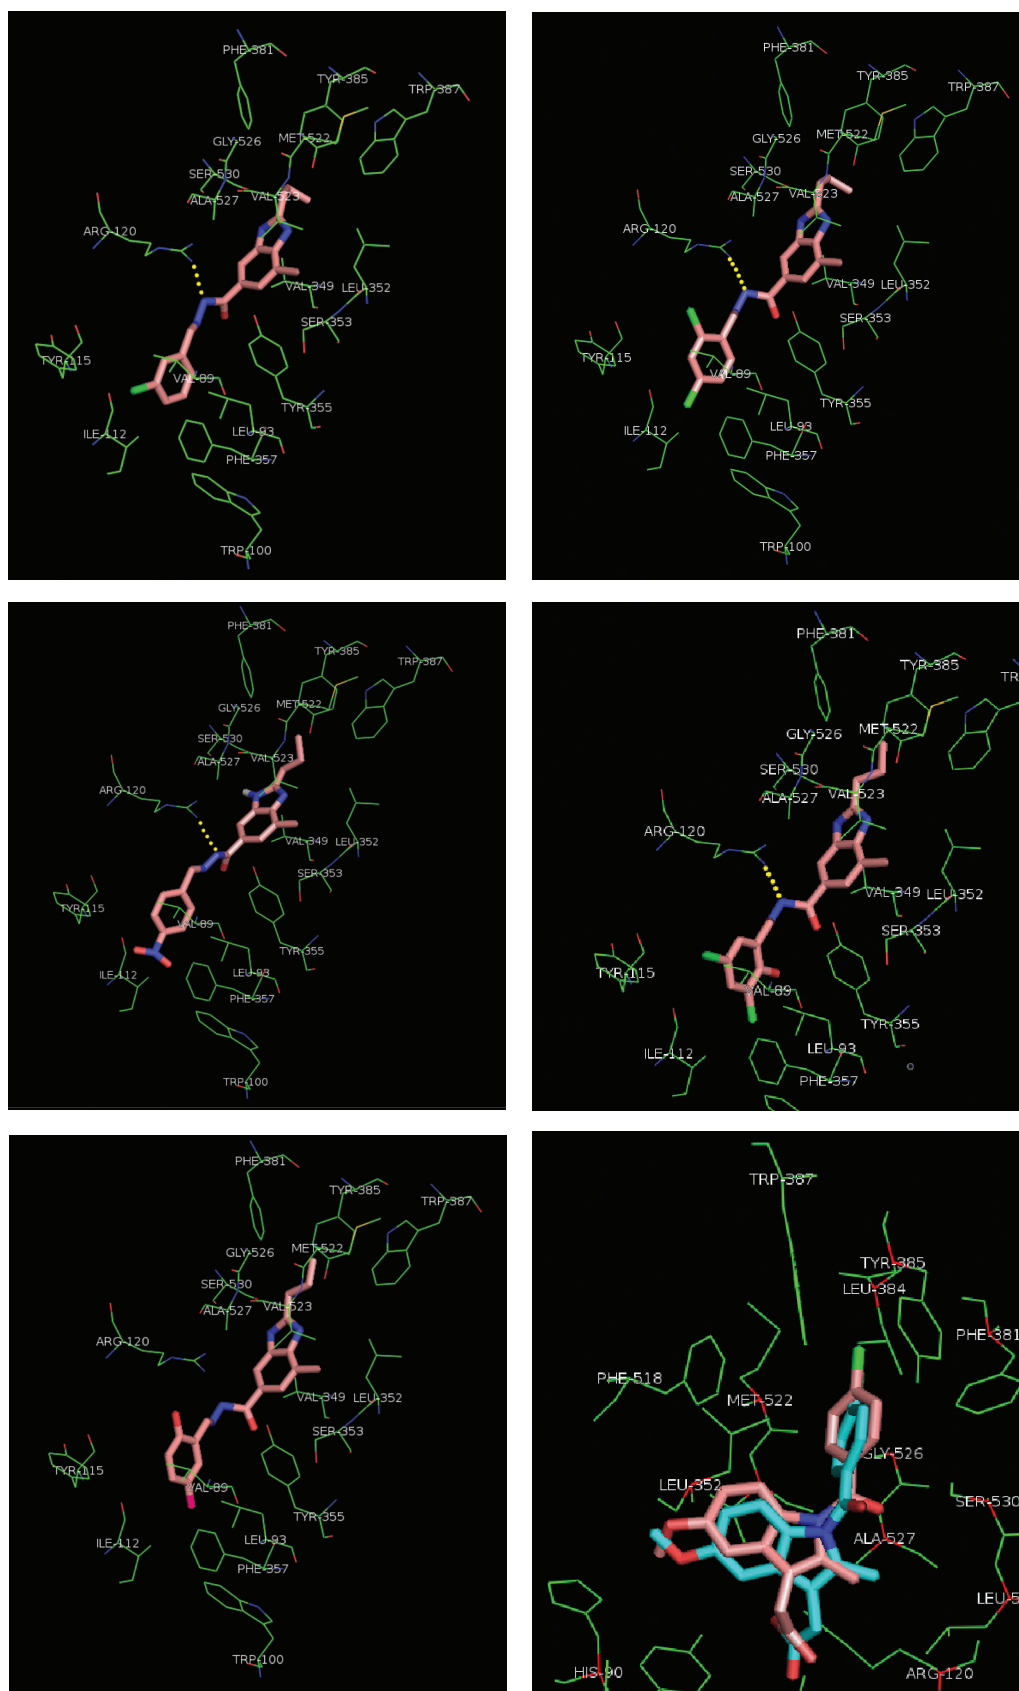 PHE-381
TYR-385
TRP-387
GLY-526
MET-522
SER-530
ALA-527
VAL-523
ARG-120
VAL-349
LEU-352
SER-353
TYR-115
VAL-89
TYR-355
ILE-112
LEU-93
PHE-357
TRP-100
PHE-381
TYR-385
TRP-387
MET-522
GLY-526
SER-530
ALA-527
VAL-523
ARG-120
VAL-349
LEU-352
SER-353
TYR-115
VAL-89
TYR-355
ILE-112
LEU-93
PHE-357
TRP-100
PHE-381
TYR-385
TRP-387
GLY-526
MET-522
SER-530
ALA-527
VAL-523
ARG-120
VAL-349
LEU-352
SER-353
TYR-115
VAL-89
TYR-355
ILE-112
LEU-93
PHE-357
TRP-100
PHE-381
TYR-385
TR
MET-522
GLY-526
SER-530
ALA-527
VAL-523
ARG-120
VAL-349
LEU-352
SER-353
TYR-115
VAL-89
TYR-355
ILE-112
LEU-93
PHE-357
PHE-381
TYR-385
TRP-387
MET-522
GLY-526
SER-530
ALA-527
VAL-523
ARG-120
VAL-349
LEU-352
SER-353
TYR-115
VAL-89
TYR-355
ILE-112
LEU-93
PHE-357
TRP-100
TRP-387
TYR-385
LEU-384
PHE-381
PHE-518
MET-522
GLY-526
LEU-352
SER-530
ALA-527
LEU-5
HIS-90
ARG-120